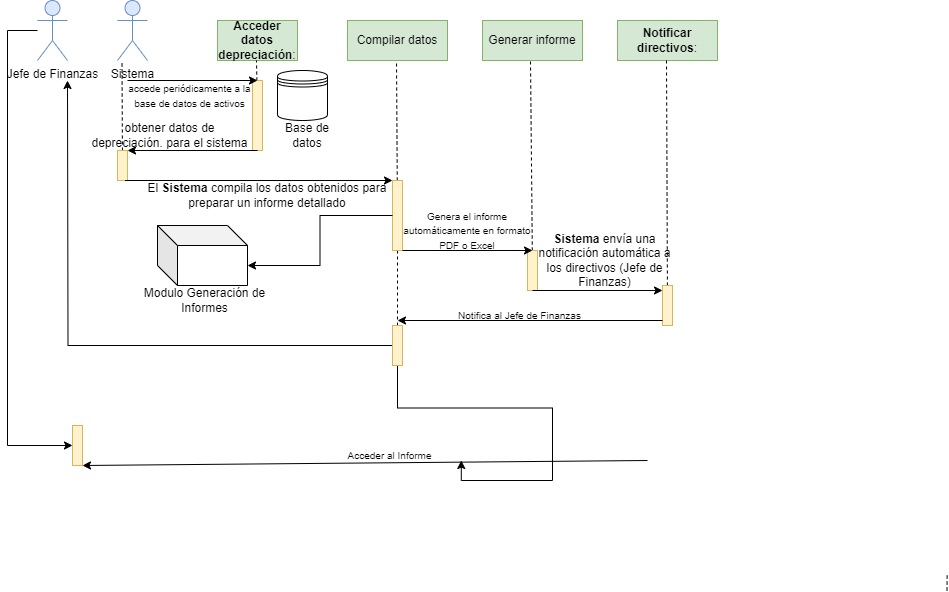 Acceder
datos
depreciación:
Compilar datos
Generar informe
Notificar
directivos:
Jefe de Finanzas
Sistema
accede periódicamente a la
base de datos de activos
Base de
datos
obtener datos de
depreciación. para el sistema
El Sistema compila los datos obtenidos para
preparar un informe detallado
Genera el informe
automáticamente en formato
PDF o Excel
Sistema envía una
notificación automática a
los directivos (Jefe de
Finanzas)
Modulo Generación de
Informes
Notifica al Jefe de Finanzas
Acceder al Informe